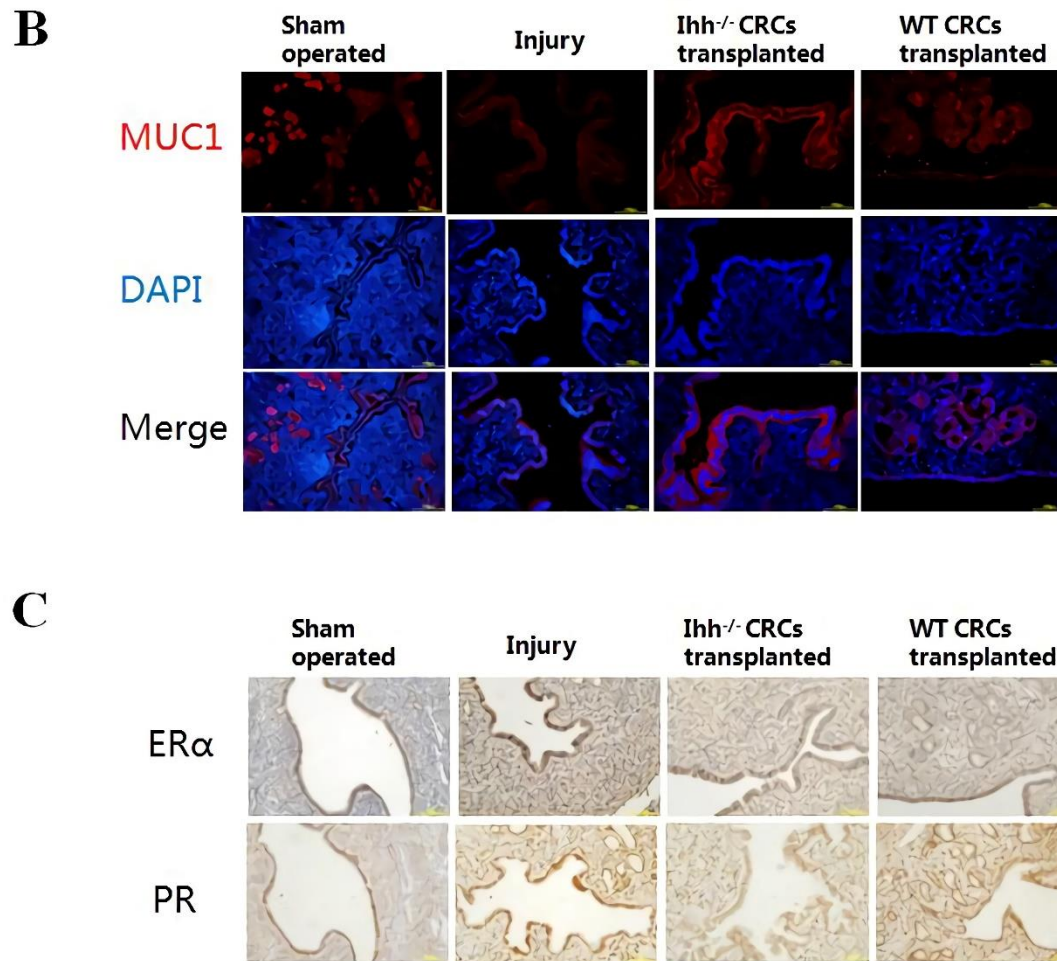 B
Sham
operated
Injury
Ihh-/- CRCs
transplanted
WT CRCs
transplanted
MUC1
DAPI
Merge
C
Sham
operated
Injury
Ihh-/- CRCs
transplanted
WT CRCs
transplanted
ERα
PR